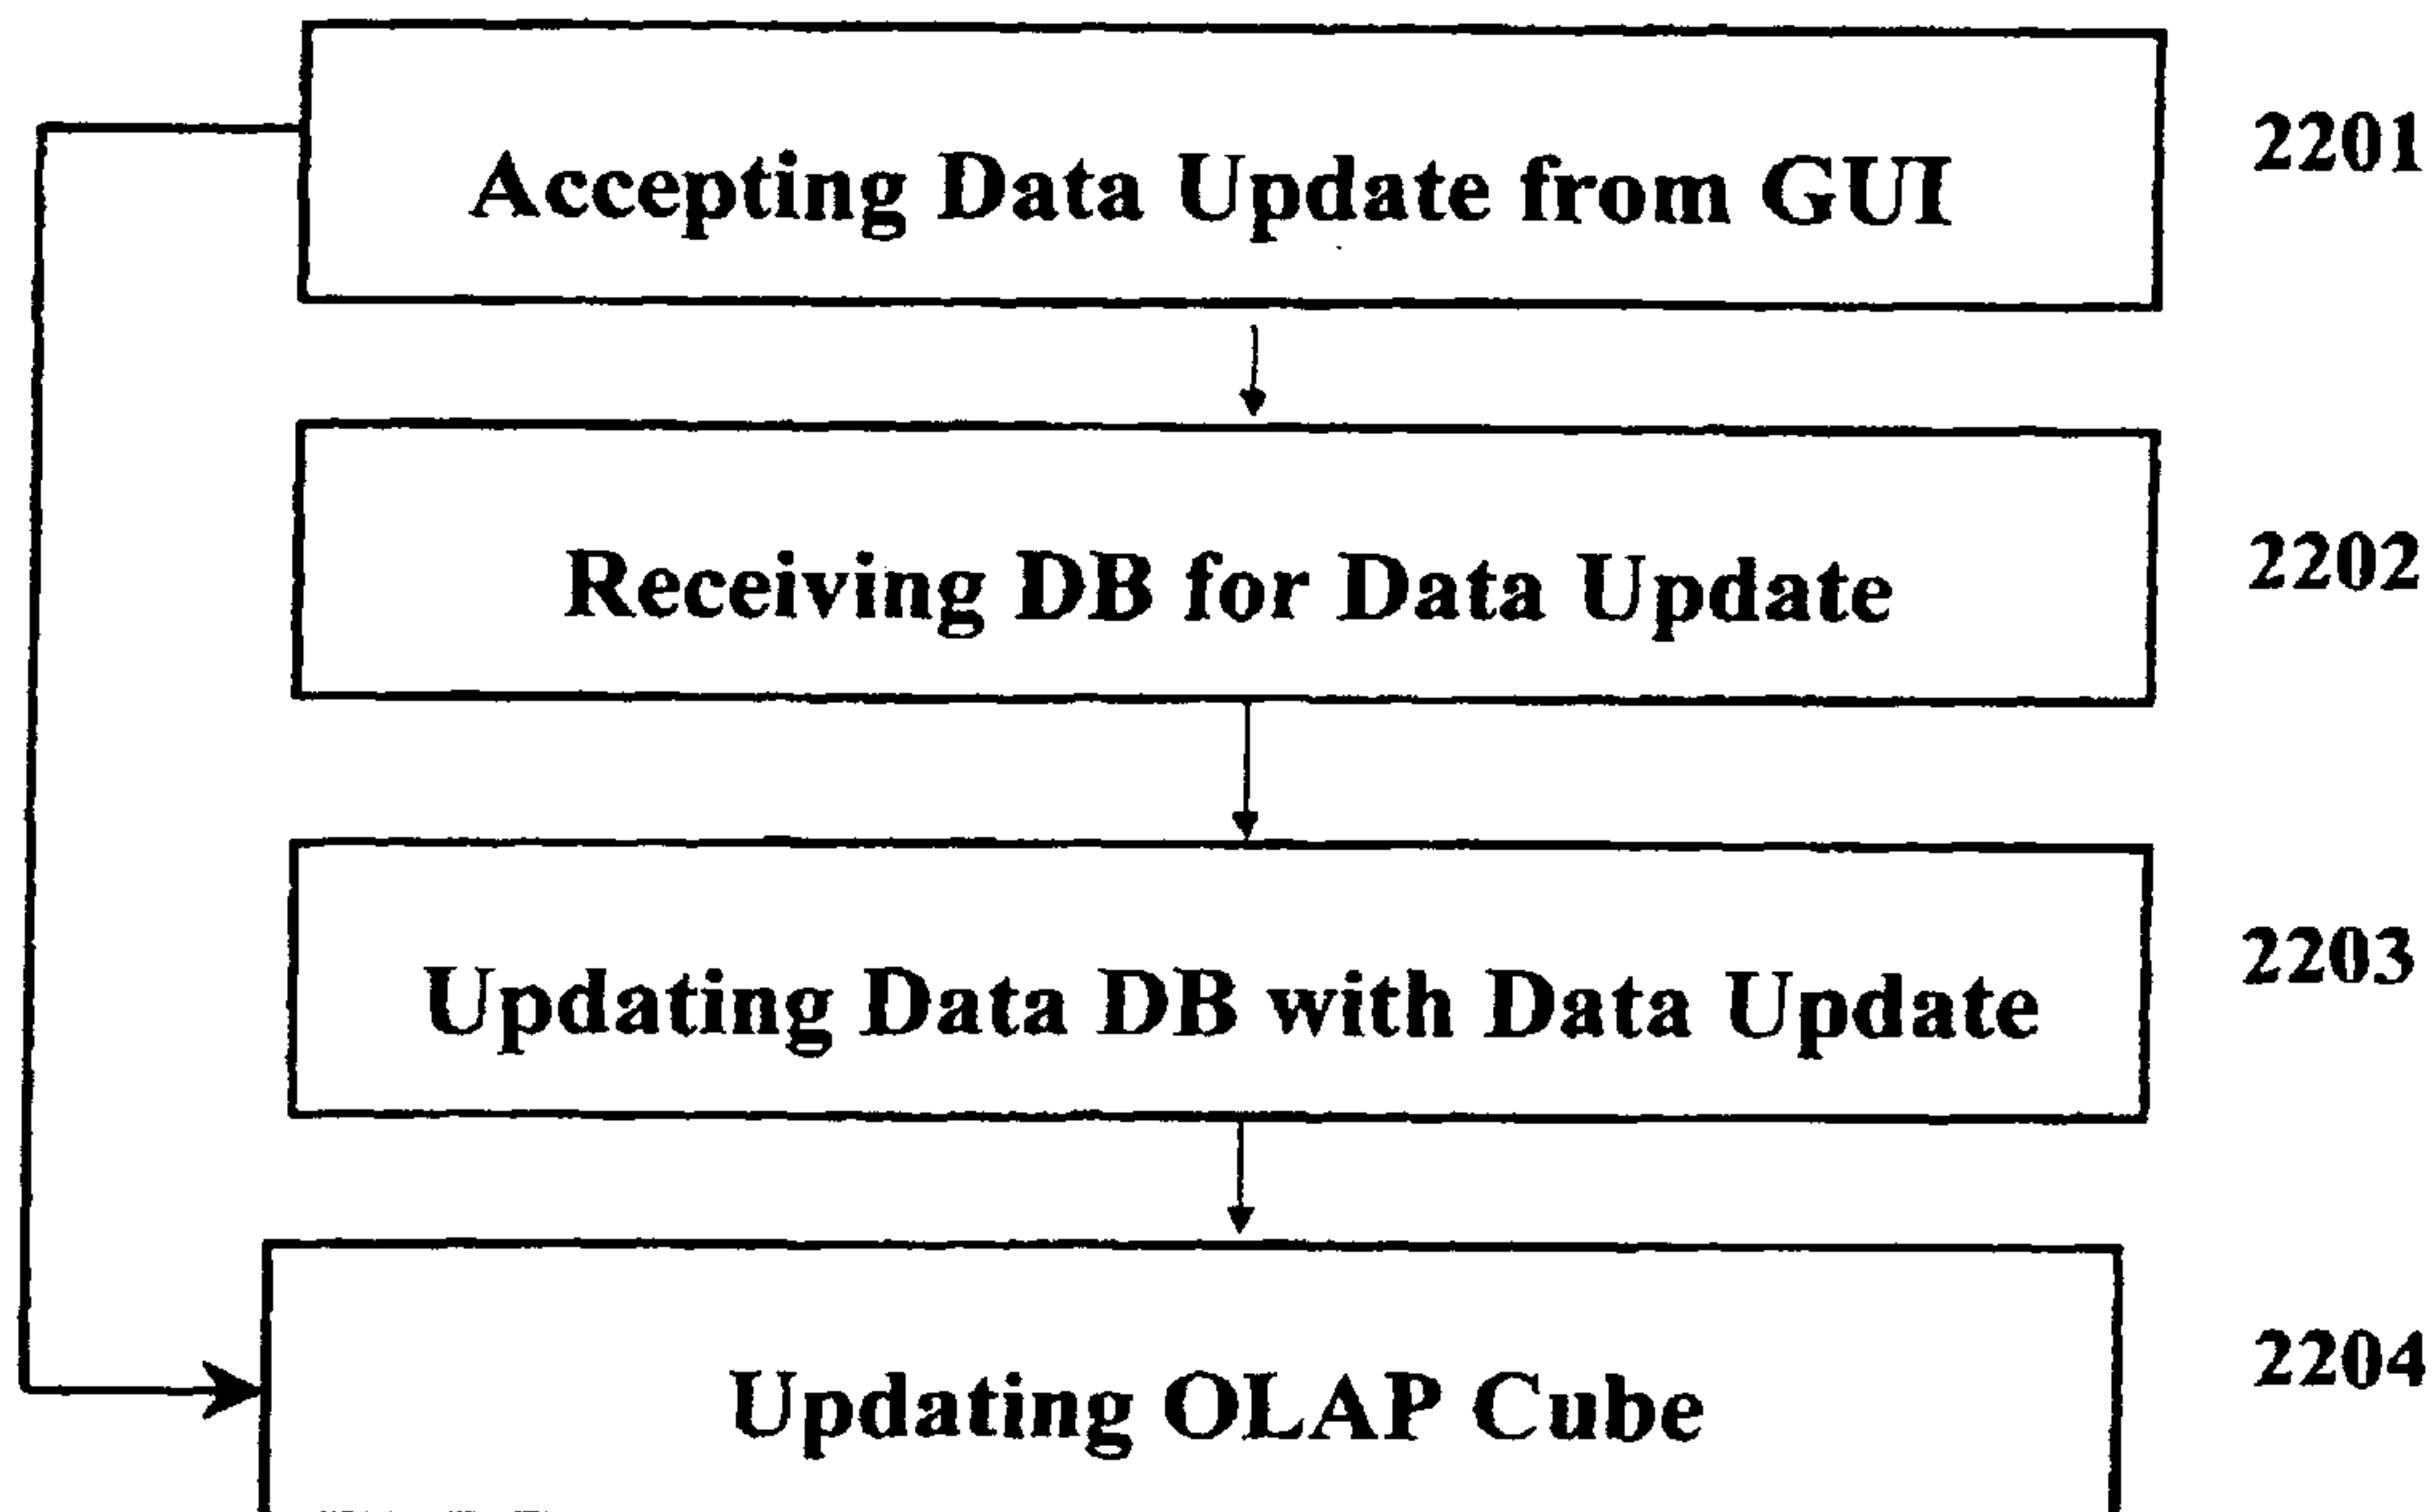 Accepting Data Update from GUI
2201
Receiving DB for Data Update
2202
Updating Data DB with Data Update
2203
Updating OLAP Cube
2204